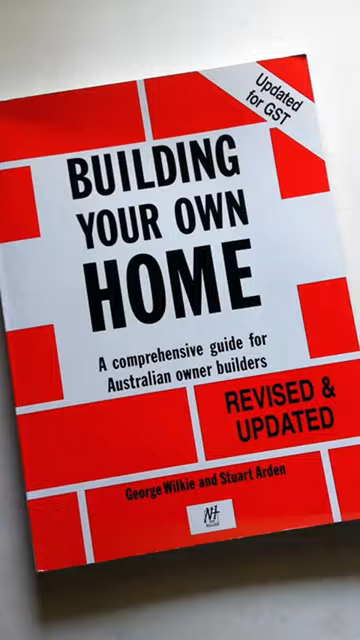 Updated
for GST
BUILDING
YOUR OWN
HOME
A comprehensive guide for
Australian owner builders
REVISED &
UPDATED
George Wilkie and Stuart Arden
NH